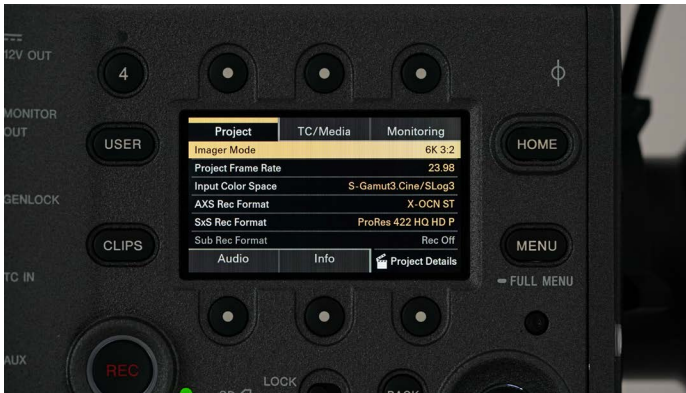 12V OUT
4
MONITOR
OUT
USER
HOME
Project TC/Media Monitoring
Imager Mode 6K 3:2
Project Frame Rate 23.98
Input Color Space S-Gamut3.Cine/SLog3
AXS Rec Format X-OCN ST
SxS Rec Format ProRes 422 HQ HD P
Sub Rec Format Rec Off
Audio Info Project Details
GENLOCK
CLIPS
MENU
FULL MENU
TC IN
AUX
REC
LOCK
BACK